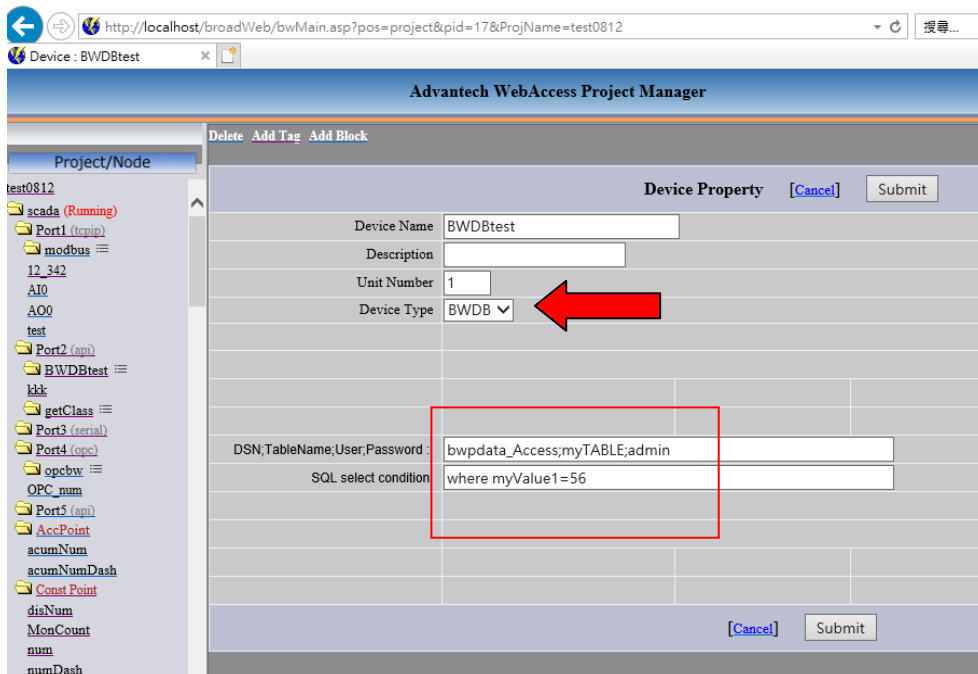 http://localhost/broadWeb/bwMain.asp?pos=project&pid=17&ProjName=test0812
搜尋...
Device : BWDBtest
Advantech WebAccess Project Manager
Delete Add Tag Add Block
Project/Node
test0812
scada (Running)
Port1 (tcpip)
modbus
12_342
AI0
AO0
test
Port2 (api)
BWDBtest
kkk
getClass
Port3 (serial)
Port4 (opc)
opcbw
OPC_num
Port5 (api)
AccPoint
acumNum
acumNumDash
Const Point
disNum
MonCount
num
numDash
Device Property [Cancel] Submit
Device Name BWDBtest
Description
Unit Number 1
Device Type BWDB
DSN;TableName;User;Password : bwpdata_Access;myTABLE;admin
SQL select condition where myValue1=56
[Cancel] Submit